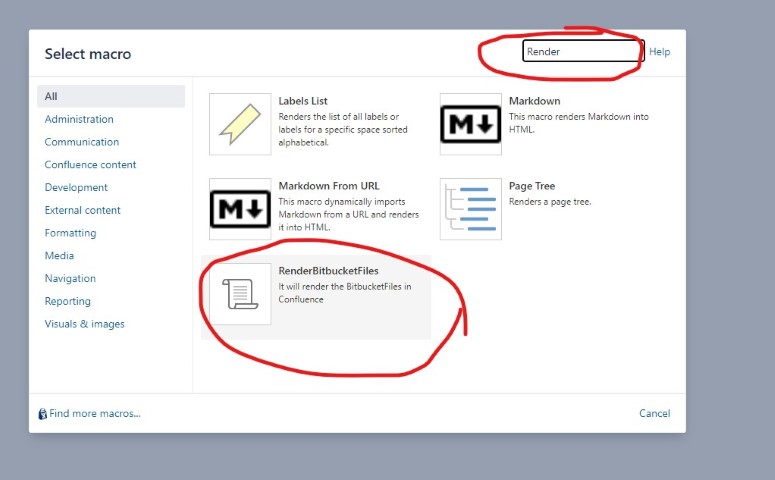 Select macro
Render
Help
All
Administration
Communication
Confluence content
Development
External content
Formatting
Media
Navigation
Reporting
Visuals & images
Labels List
Renders the list of all labels or
labels for a specific space sorted
alphabetical.
Markdown
This macro renders Markdown into
HTML.
Markdown From URL
This macro dynamically imports
Markdown from a URL and renders
it into HTML.
Page Tree
Renders a page tree.
RenderBitbucketFiles
It will render the BitbucketFiles in
Confluence
Find more macros...
Cancel